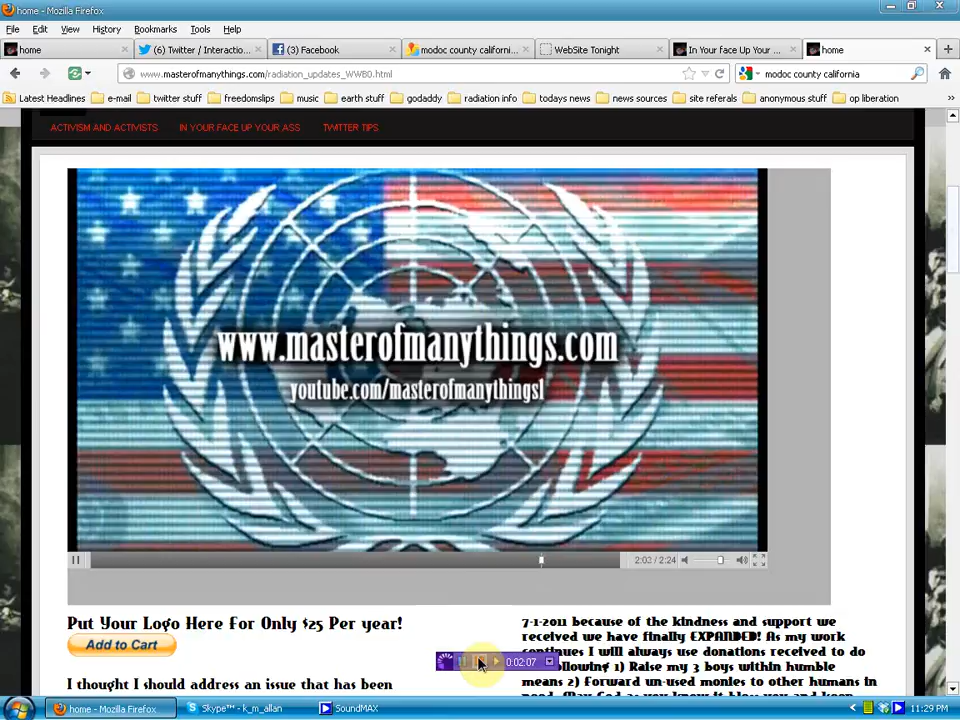 home - Mozilla Firefox
File Edit View History Bookmarks Tools Help
home
(6) Twitter / Interactio...
(3) Facebook
modoc county californi...
WebSite Tonight
In Your face Up Your ...
home
www.masterofmanythings.com/radiation_updates_WWB0.html
modoc county california
Latest Headlines e-mail twitter stuff freedomslips music earth stuff godaddy radiation info todays news news sources site referals anonymous stuff op liberation
ACTIVISM AND ACTIVISTS IN YOUR FACE UP YOUR ASS TWITTER TIPS
www.masterofmanythings.com
youtube.com/masterofmanythings1
2:03 / 2:24
Put Your Logo Here For Only $25 Per year!
Add to Cart
I thought I should address an issue that has been
7-1-2011 because of the kindness and support we
received we have finally EXPANDED! As my work
continues I will always use donations received to do
following 1) Raise my 3 boys within humble
means 2) Forward un-used monies to other humans in
0:02:07
home - Mozilla Firefox
Skype™ - k_m_allan
SoundMAX
11:29 PM